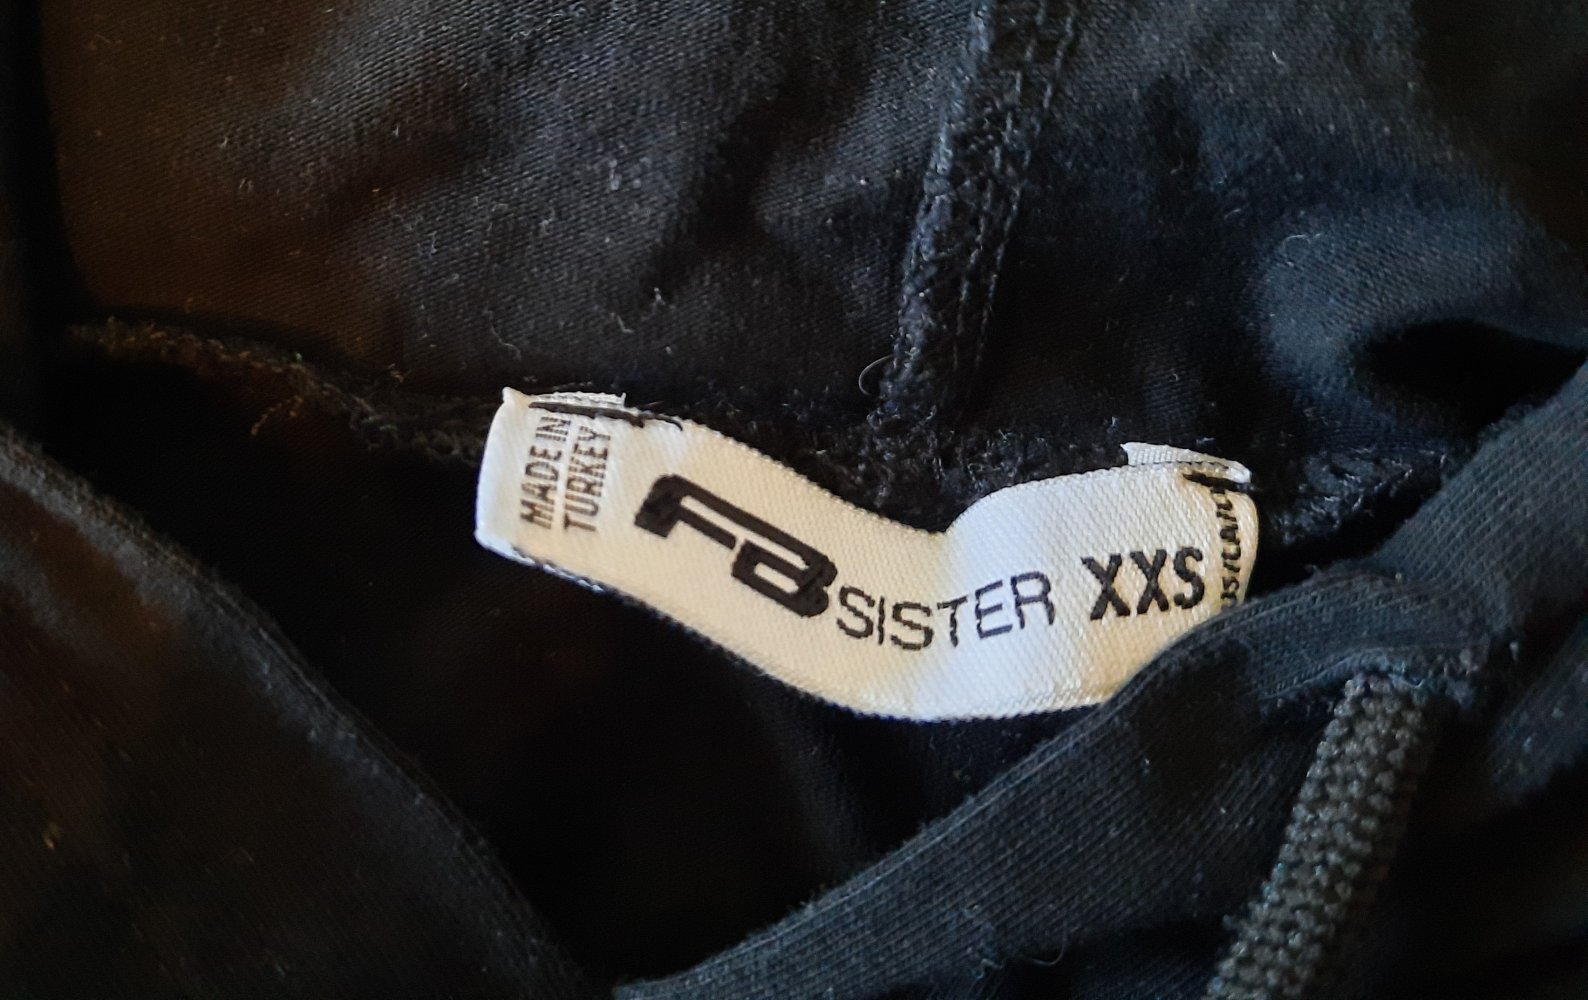 MADE IN
TURKEY
FB SISTER XXS